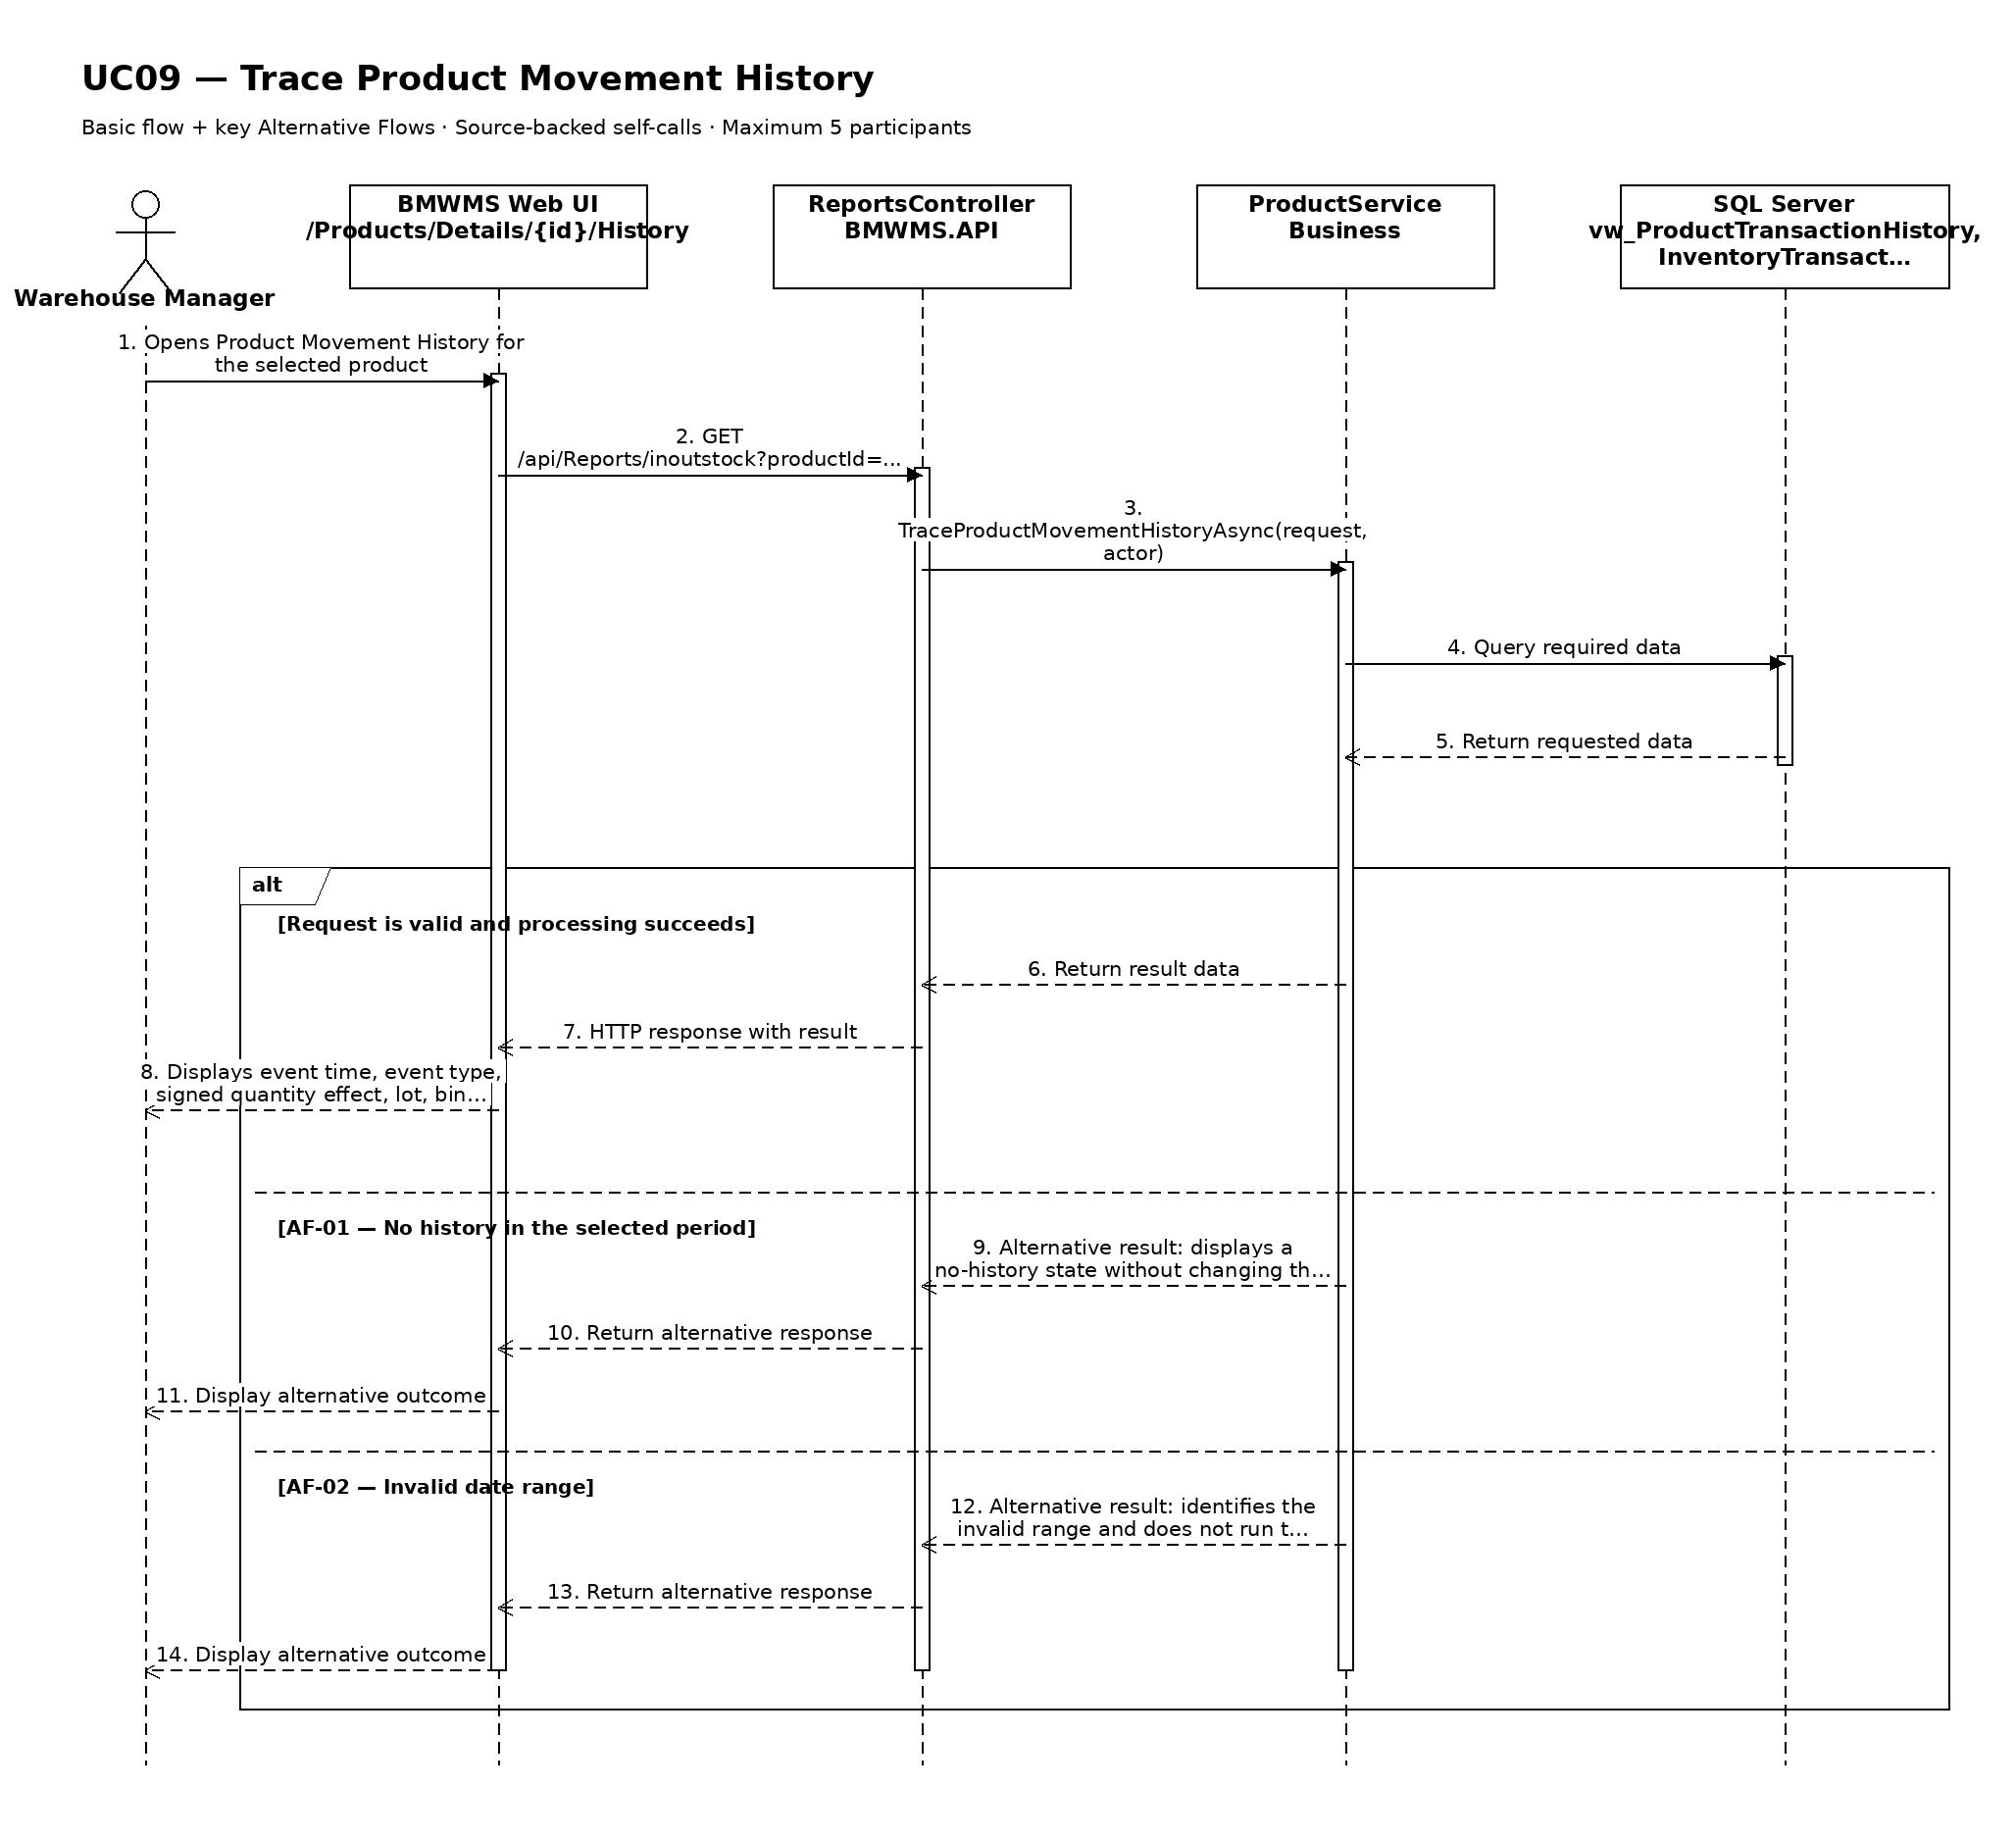 UC09 — Trace Product Movement History
Basic flow + key Alternative Flows · Source-backed self-calls · Maximum 5 participants
Warehouse Manager
BMWMS Web UI
/Products/Details/{id}/History
ReportsController
BMWMS.API
ProductService
Business
SQL Server
vw_ProductTransactionHistory,
InventoryTransact...
1. Opens Product Movement History for
the selected product
2. GET
/api/Reports/inoutstock?productId=...
3.
TraceProductMovementHistoryAsync(request,
actor)
4. Query required data
5. Return requested data
alt
[Request is valid and processing succeeds]
6. Return result data
7. HTTP response with result
8. Displays event time, event type,
signed quantity effect, lot, bin...
[AF-01 — No history in the selected period]
9. Alternative result: displays a
no-history state without changing th...
10. Return alternative response
11. Display alternative outcome
[AF-02 — Invalid date range]
12. Alternative result: identifies the
invalid range and does not run t...
13. Return alternative response
14. Display alternative outcome